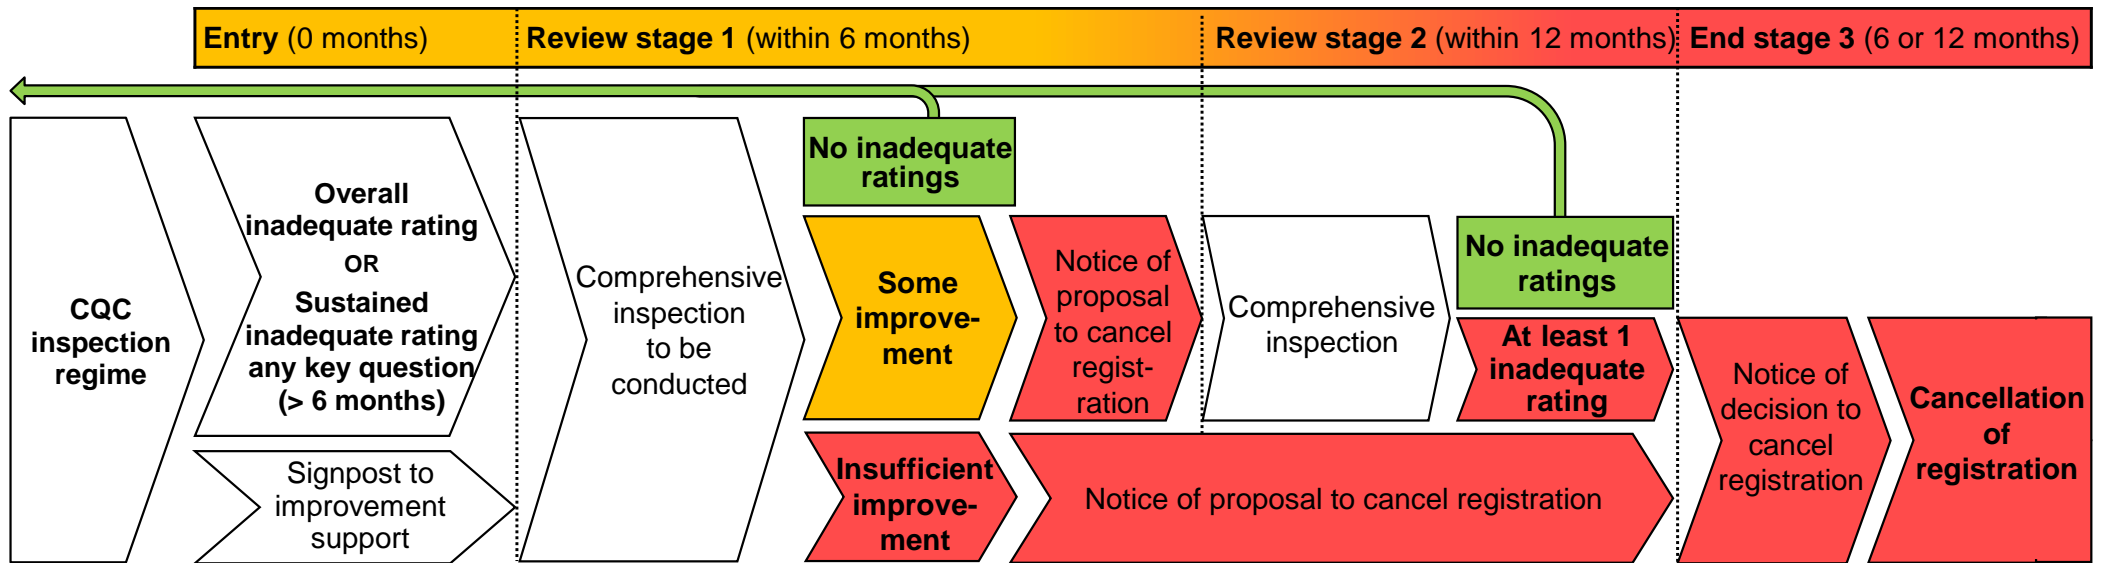 Entry (0 months)
Review stage 1 (within 6 months)
Review stage 2 (within 12 months)
End stage 3 (6 or 12 months)
CQC
inspection
regime
Overall
inadequate rating
OR
Sustained
inadequate rating
any key question
(> 6 months)
Signpost to
improvement
support
Comprehensive
inspection
to be
conducted
No inadequate
ratings
Some
improve-
ment
Insufficient
improve-
ment
Notice of
proposal
to cancel
regist-
ration
Notice of proposal to cancel registration
Comprehensive
inspection
No inadequate
ratings
At least 1
inadequate
rating
Notice of
decision to
cancel
registration
Cancellation
of
registration